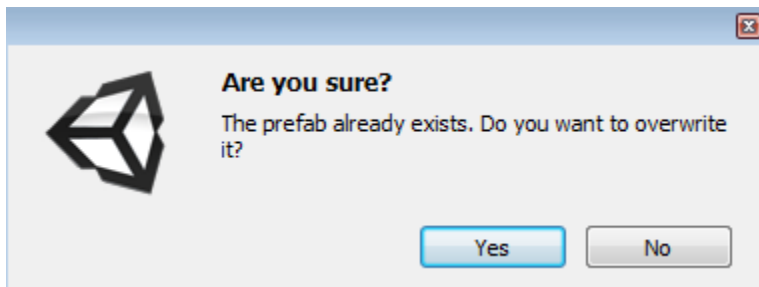 Are you sure?
The prefab already exists. Do you want to overwrite
it?
Yes
No